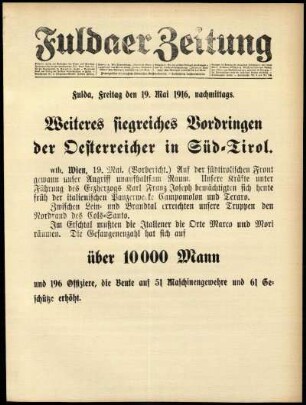 Fuldaer Zeitung
Fulda, Freitag den 19. Mai 1916, nachmittags.
Weiteres siegreiches Vordringen
der Oesterreicher in Süd-Tirol.
wtb. Wien, 19. Mai. (Vorbericht.) Auf der südtirolischen Front
gewann unser Angriff unaufhaltsam Raum. Unsere Kräfte unter
Führung des Erzherzogs Karl Franz Joseph bemächtigten sich heute
früh der italienischen Panzerwerke Campomolon und Toraro.
Zwischen Lein- und Brandtal erreichten unsere Truppen den
Nordrand des Cols-Santo.
Im Etschtal mußten die Italiener die Orte Marco und Mori
räumen. Die Gefangenenzahl hat sich auf
über 10000 Mann
und 196 Offiziere, die Beute auf 51 Maschinengewehre und 61 Ge-
schütze erhöht.